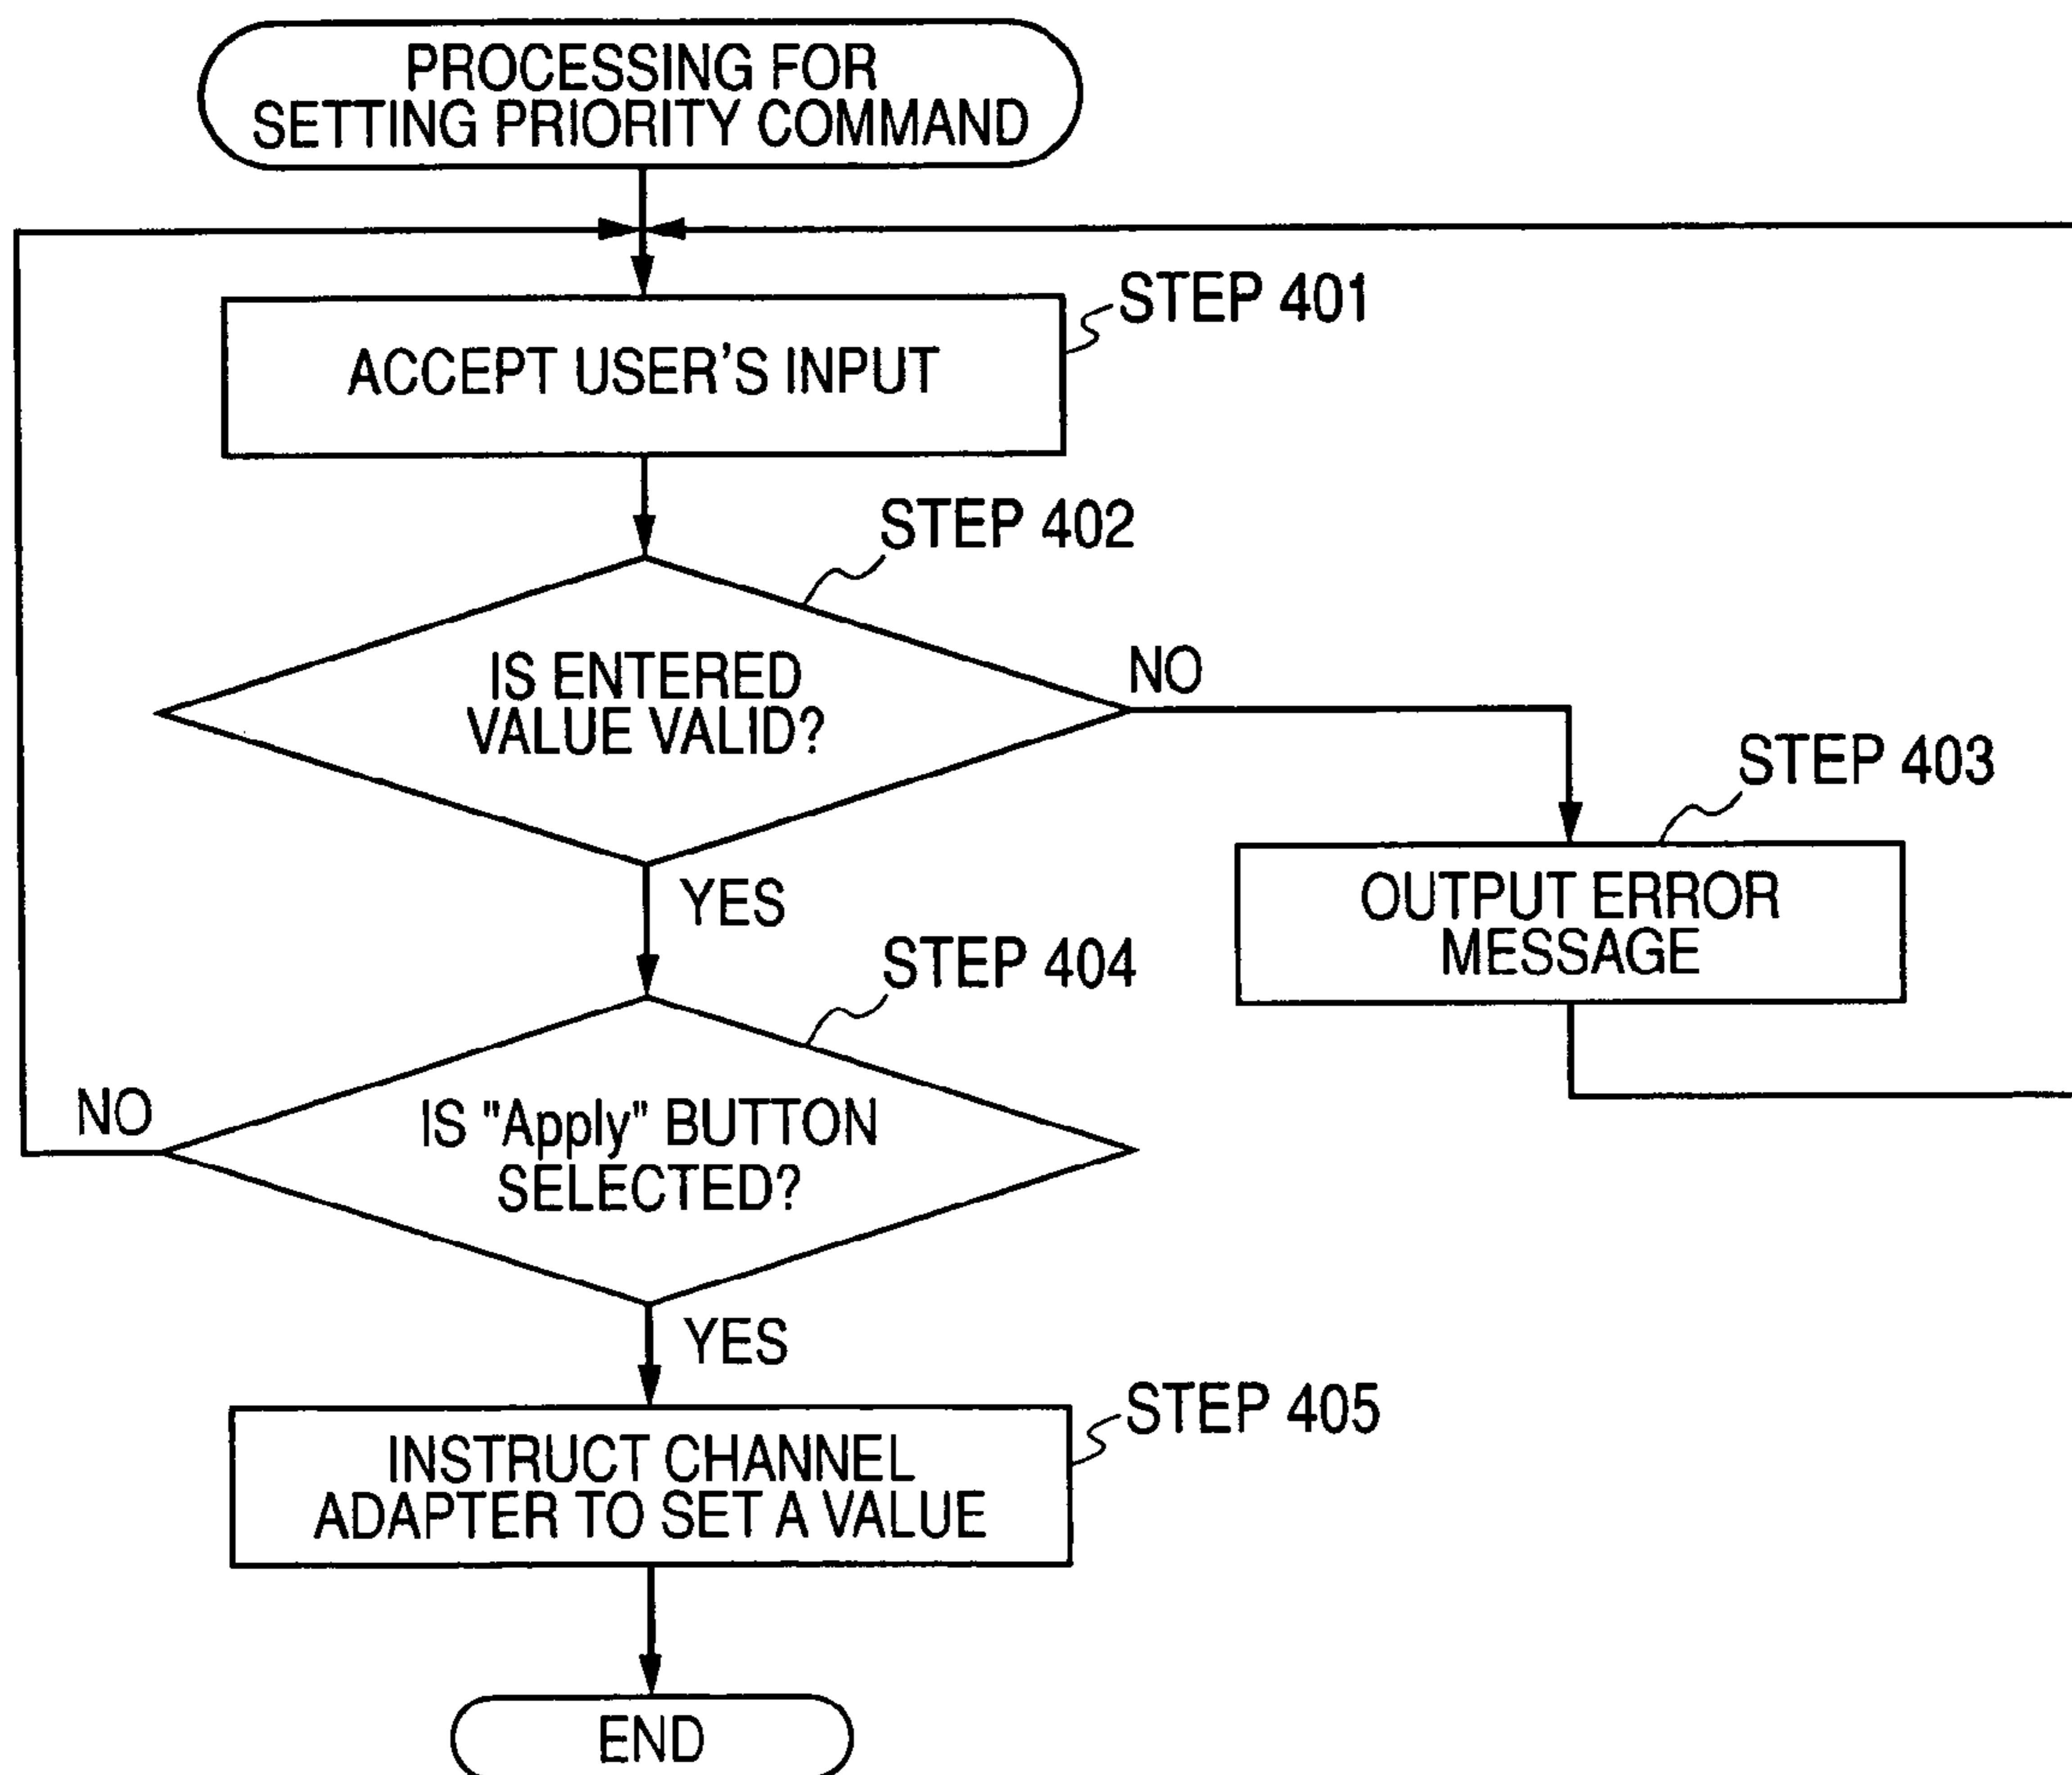 PROCESSING FOR
SETTING PRIORITY COMMAND
STEP 401
ACCEPT USER'S INPUT
STEP 402
IS ENTERED
VALUE VALID?
NO
STEP 403
OUTPUT ERROR
MESSAGE
YES
STEP 404
NO
IS "Apply" BUTTON
SELECTED?
YES
STEP 405
INSTRUCT CHANNEL
ADAPTER TO SET A VALUE
END